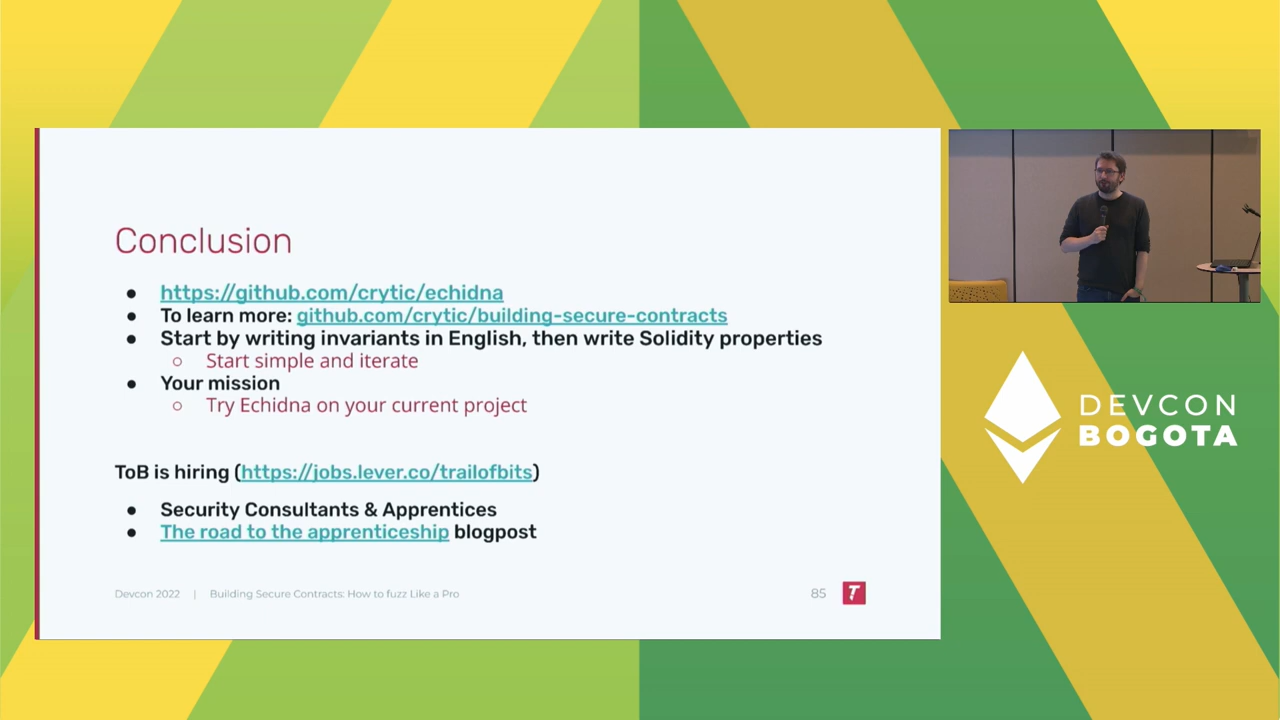 Conclusion
● https://github.com/crytic/echidna
● To learn more: github.com/crytic/building-secure-contracts
● Start by writing invariants in English, then write Solidity properties
○ Start simple and iterate
● Your mission
○ Try Echidna on your current project
ToB is hiring (https://jobs.lever.co/trailofbits)
● Security Consultants & Apprentices
● The road to the apprenticeship blogpost
Devcon 2022 | Building Secure Contracts: How to fuzz Like a Pro
85
T
DEVCON
BOGOTA